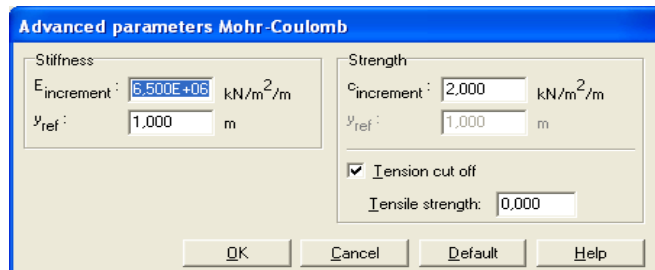 Advanced parameters Mohr-Coulomb
Stiffness
Eincrement : 6,500E+06 kN/m2/m
yref : 1,000 m
Strength
cincrement : 2,000 kN/m2/m
yref : 1,000 m
Tension cut off
Tensile strength: 0,000
OK Cancel Default Help